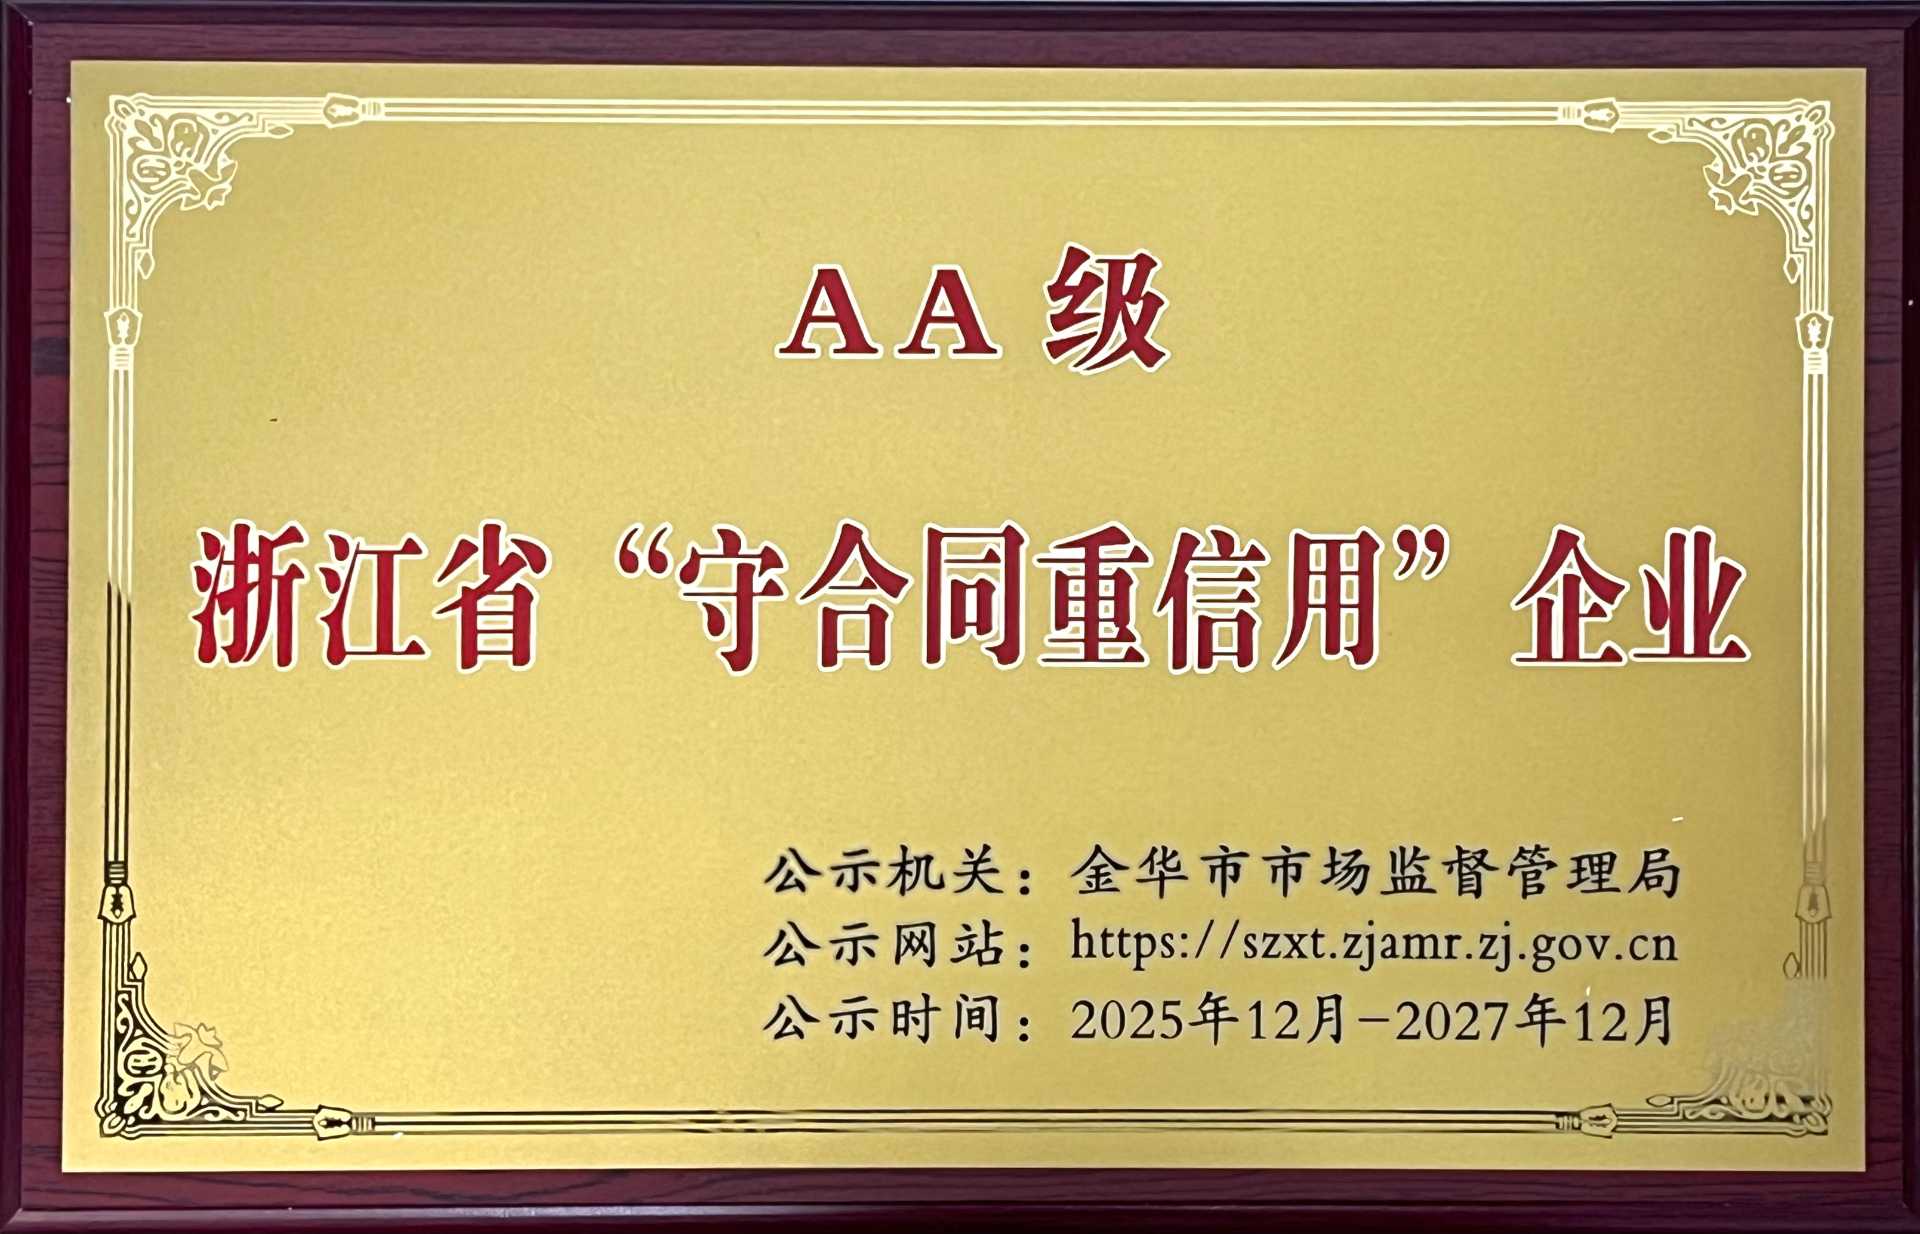 AA 级
浙江省“守合同重信用”企业
公示机关：金华市市场监督管理局
公示网站：https://szxt.zjamr.zj.gov.cn
公示时间：2025年12月-2027年12月